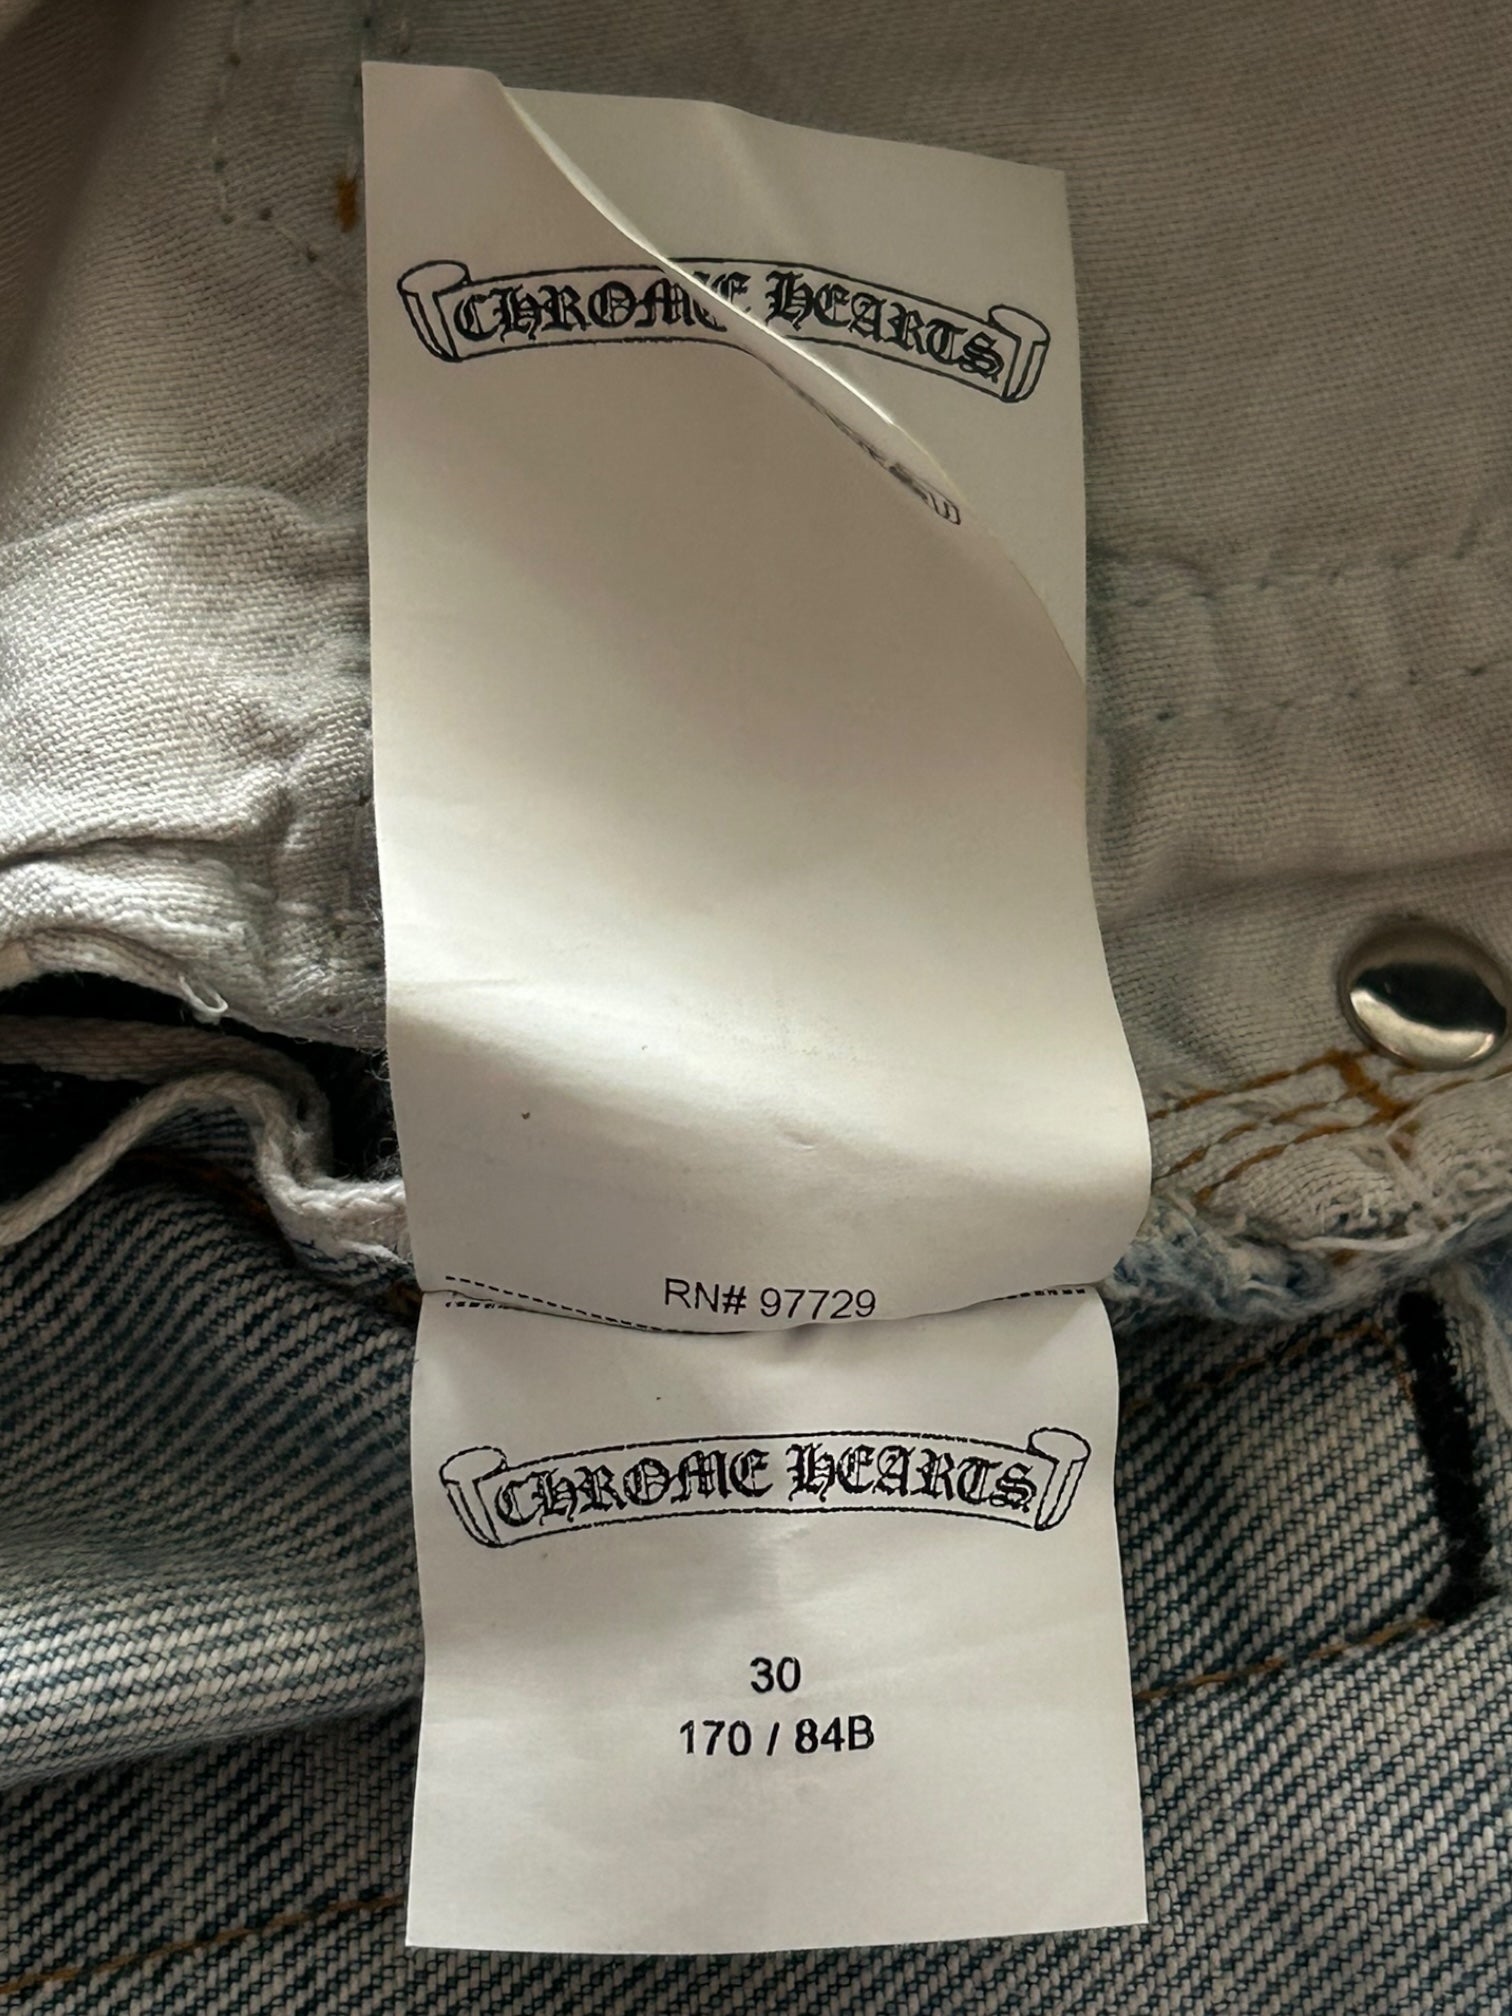 CHROME HEARTS
RN# 97729
CHROME HEARTS
30
170 / 84B